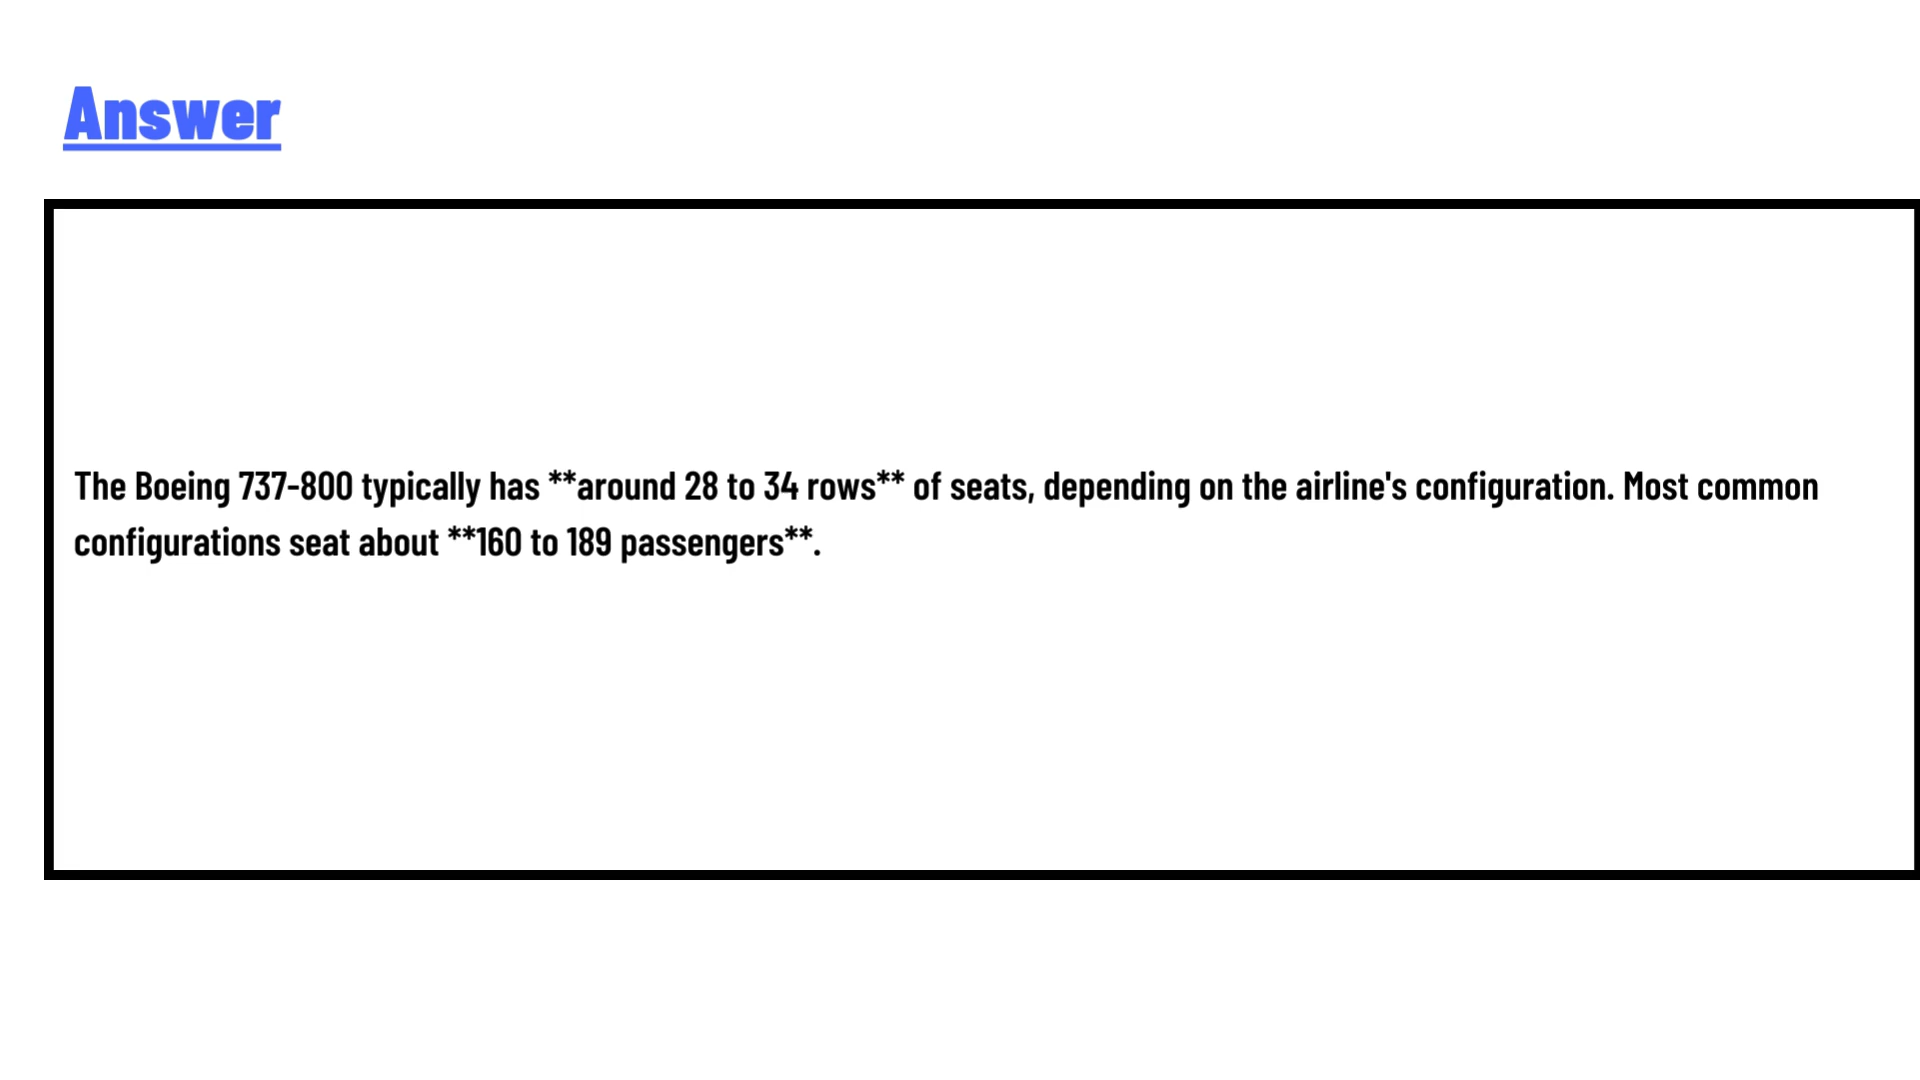 Answer
The Boeing 737-800 typically has **around 28 to 34 rows** of seats, depending on the airline's configuration. Most common
configurations seat about **160 to 189 passengers**.